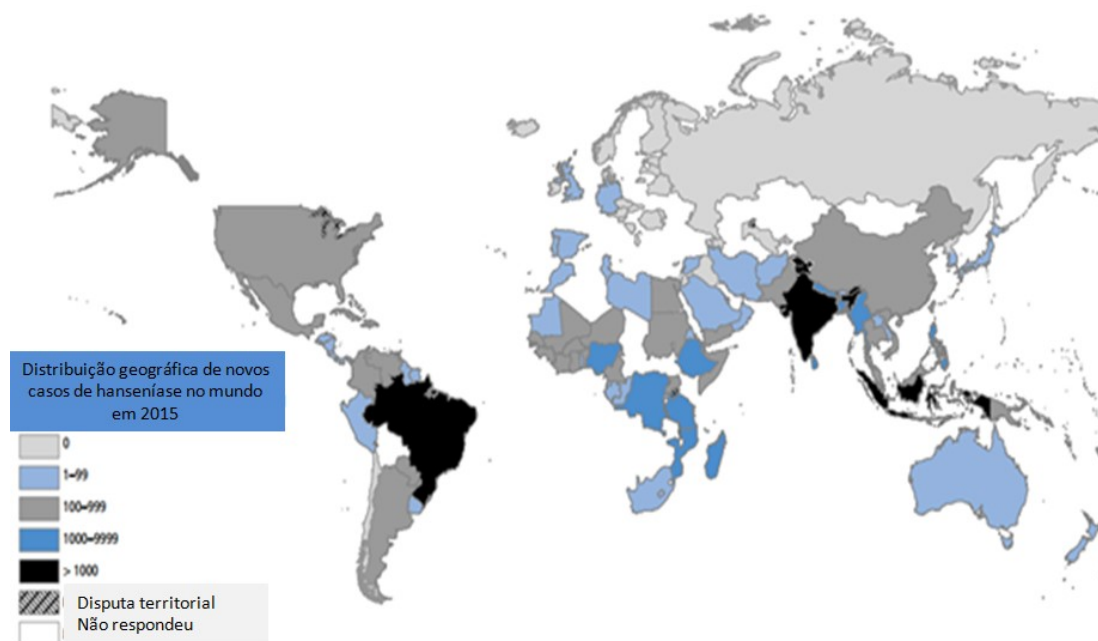 Distribuição geográfica de novos
casos de hanseníase no mundo
em 2015
0
1-99
100-999
1000-9999
> 1000
Disputa territorial
Não respondeu